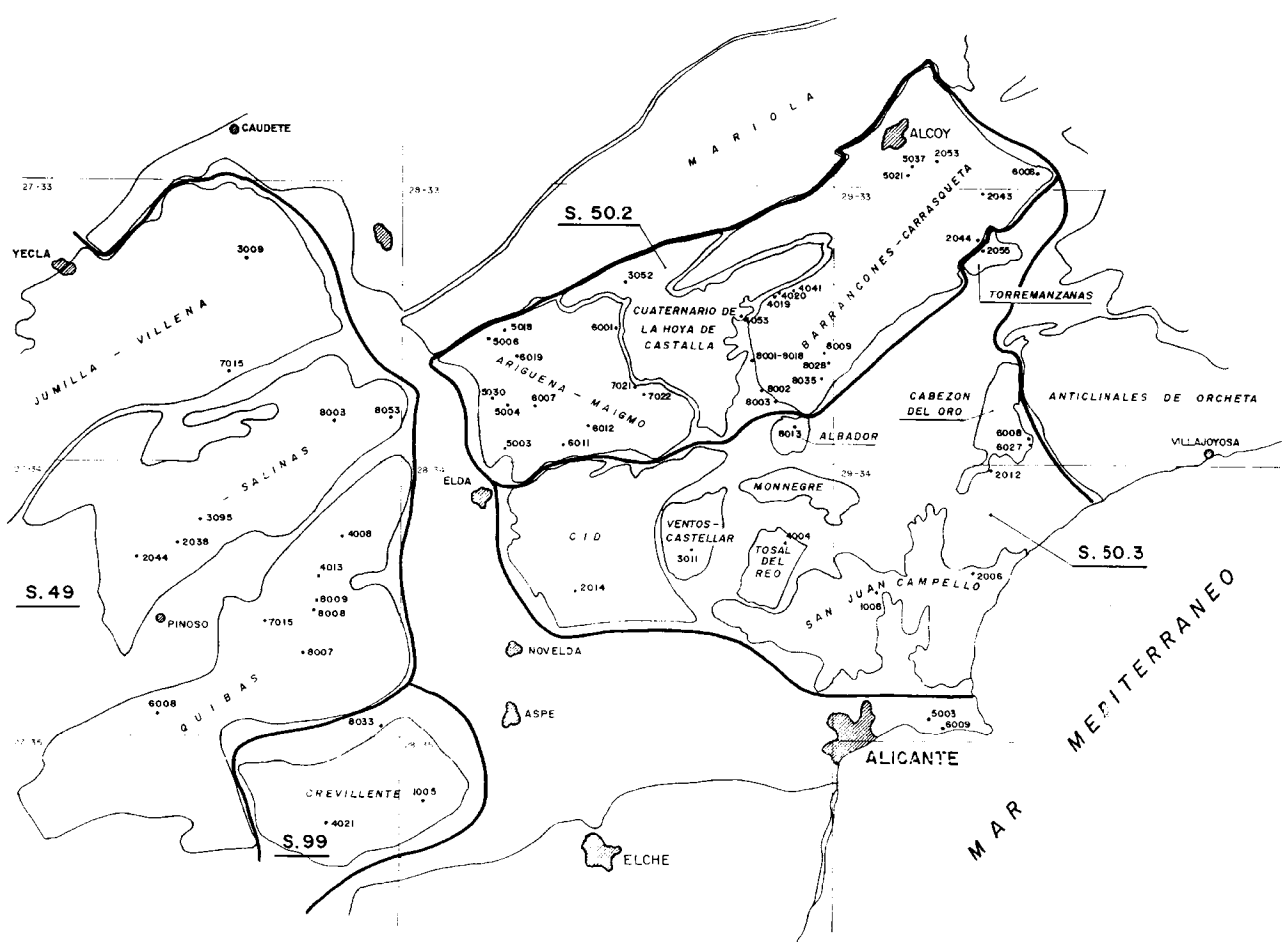 MARIOLA
CAUDETE
ALCOY
27-33
28-33
29-33
5037
2053
5021
6006
2043
S. 50.2
YECLA
3009
2044
2055
3052
TORREMANZANAS
BARRANCONES-CARRASQUETA
4041
4020
4019
4053
CUATERNARIO DE
LA HOYA DE
CASTALLA
JUMILLA - VILLENA
5018
6001
5006
6019
ARIGUENA - MAIGMO
8001-8018
8009
8028
8035
7015
7021
7022
8002
8003
5030
5004
6007
CABEZON
DEL ORO
ANTICLINALES DE ORCHETA
8003
8053
6012
6011
5003
8013
ALBADOR
6008
6027
VILLAJOYOSA
28-34
29-34
2012
ELDA
MONNEGRE
- SALINAS
3095
2038
2044
4008
CID
VENTOS-
CASTELLAR
3011
4004
TOSAL
DEL
REO
S. 50.3
4013
2014
2006
SAN JUAN CAMPELLO
1006
S. 49
8009
8008
PINOSO
7015
8007
NOVELDA
QUIBAS
6008
ASPE
8033
5003
6009
27-35
ALICANTE
MAR MEDITERRANEO
CREVILLENTE
1005
4021
S. 99
ELCHE